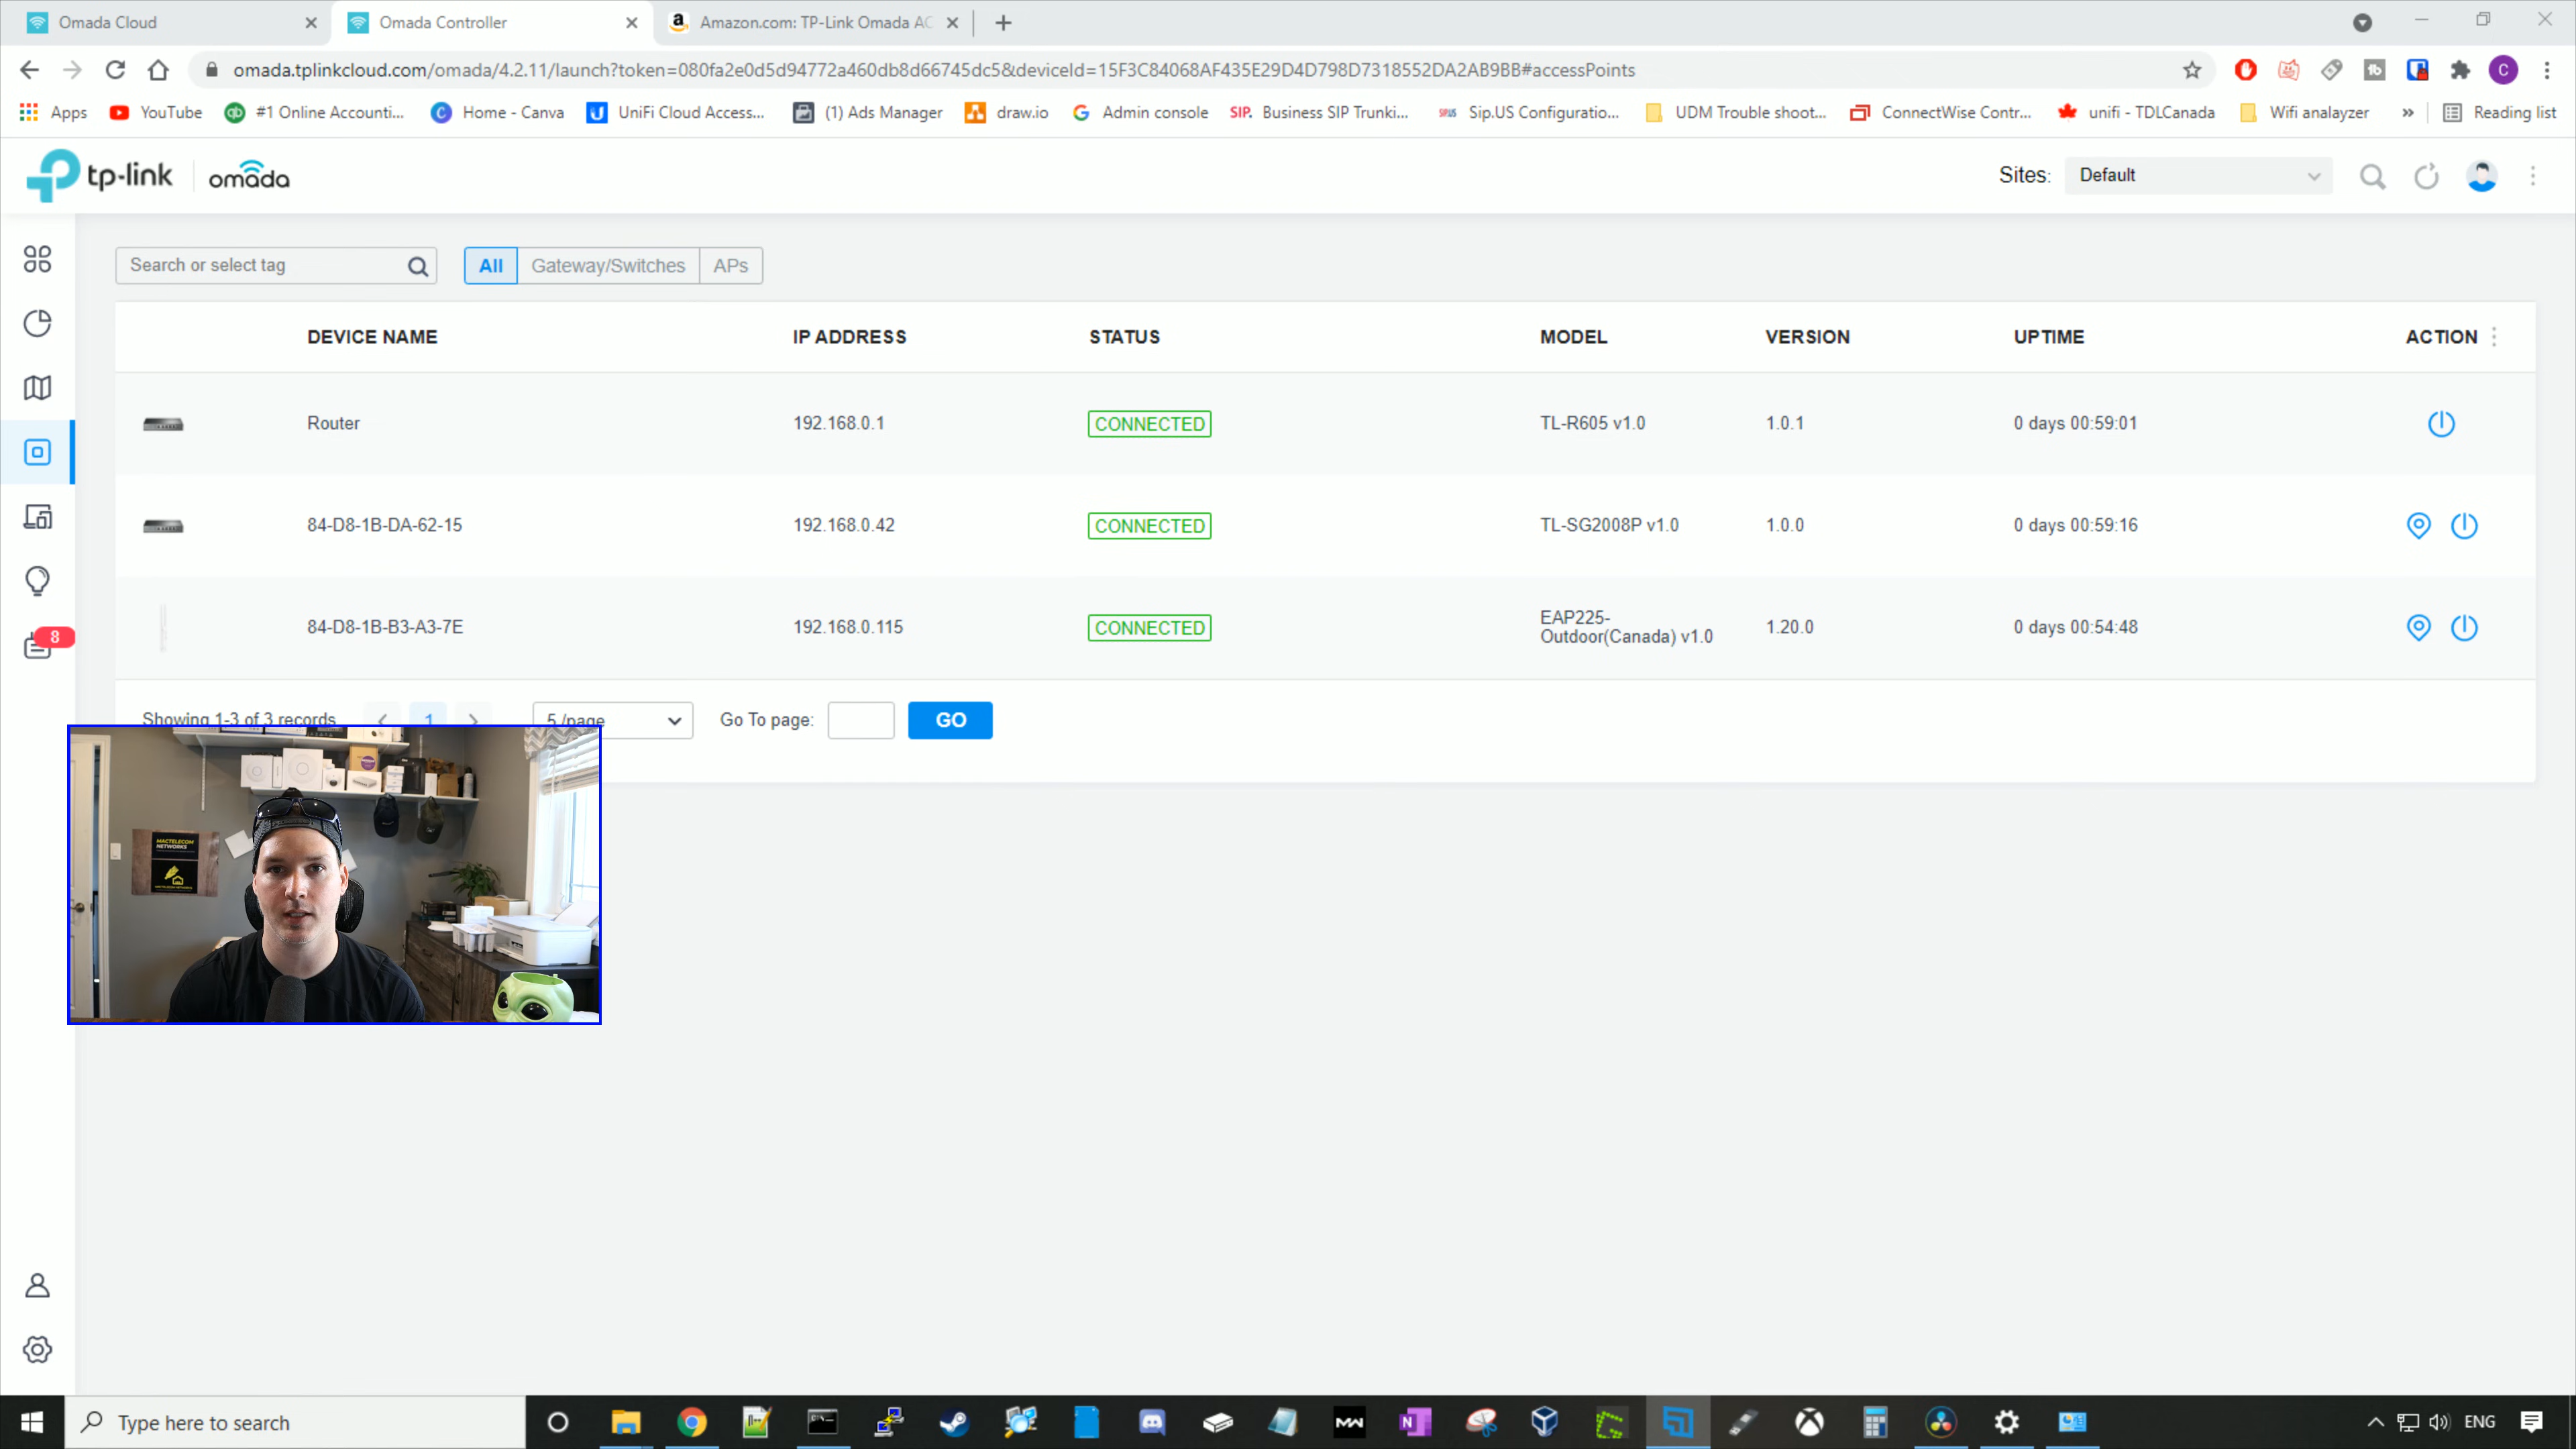 Omada Cloud
Omada Controller
Amazon.com: TP-Link Omada AC
omada.tplinkcloud.com/omada/4.2.11/launch?token=080fa2e0d5d94772a460db8d66745dc5&deviceId=15F3C84068AF435E29D4D798D7318552DA2AB9BB#accessPoints
C
Apps YouTube #1 Online Accounti... Home - Canva UniFi Cloud Access... (1) Ads Manager draw.io Admin console SIP. Business SIP Trunki... Sip.US Configuratio... UDM Trouble shoot... ConnectWise Contr... unifi - TDLCanada Wifi analayzer » Reading list
tp-link omada
Sites: Default
Search or select tag All Gateway/Switches APs
DEVICE NAME IP ADDRESS STATUS MODEL VERSION UPTIME ACTION
Router 192.168.0.1 CONNECTED TL-R605 v1.0 1.0.1 0 days 00:59:01
84-D8-1B-DA-62-15 192.168.0.42 CONNECTED TL-SG2008P v1.0 1.0.0 0 days 00:59:16
84-D8-1B-B3-A3-7E 192.168.0.115 CONNECTED EAP225-
Outdoor(Canada) v1.0 1.20.0 0 days 00:54:48
8
Showing 1-3 of 3 records 1 5 /page Go To page: GO
MACTELECOM
NETWORKS
Type here to search
ENG